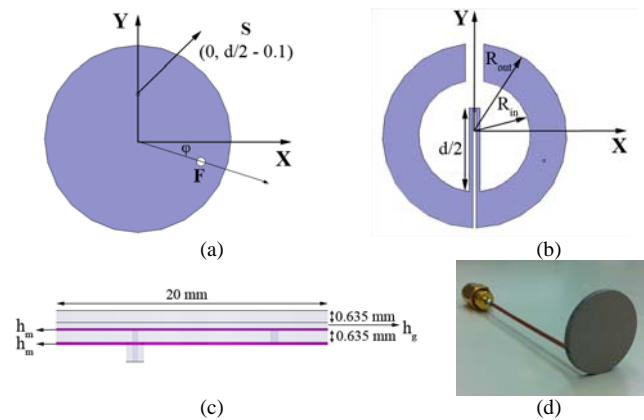 Y
S
(0, d/2 - 0.1)
X
φ
F
(a)
Y
R_out
R_in
d/2
X
(b)
20 mm
0.635 mm
h_m
0.635 mm
h_g
h_m
(c)
(d)